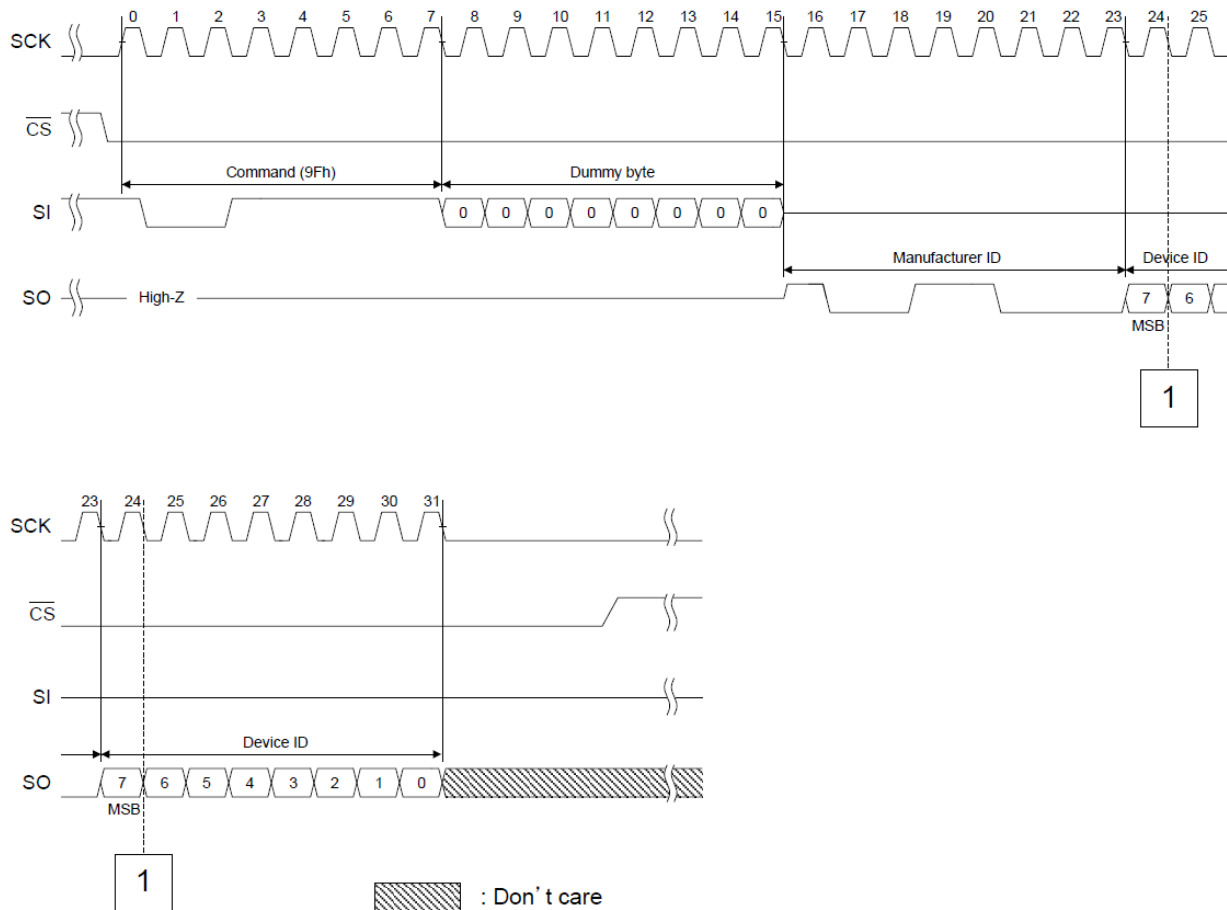 0 1 2 3 4 5 6 7 8 9 10 11 12 13 14 15 16 17 18 19 20 21 22 23 24 25
SCK
CS
Command (9Fh) Dummy byte
SI 0 0 0 0 0 0 0 0
Manufacturer ID Device ID
SO High-Z 7 6
MSB
1
23 24 25 26 27 28 29 30 31
SCK
CS
SI
Device ID
SO 7 6 5 4 3 2 1 0
MSB
1
: Don't care